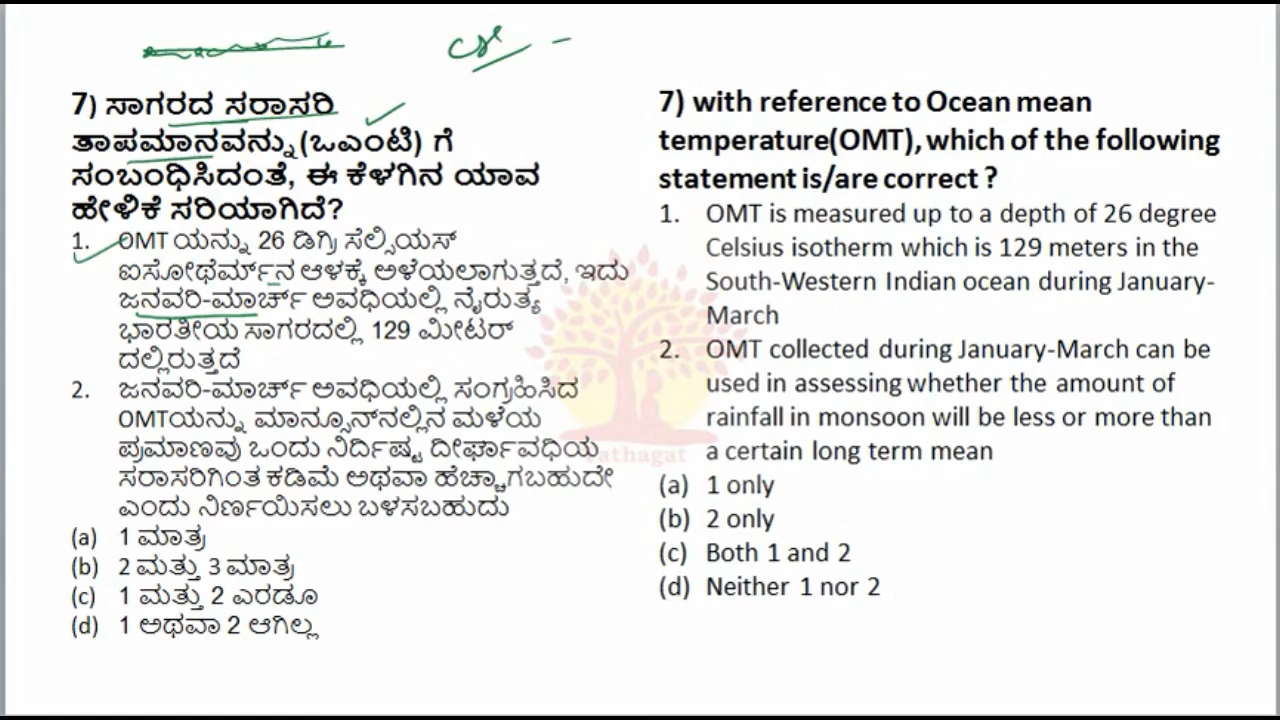 7) ಸಾಗರದ ಸರಾಸರಿ
ತಾಪಮಾನವನ್ನು (ಒಎಂಟಿ) ಗೆ
ಸಂಬಂಧಿಸಿದಂತೆ, ಈ ಕೆಳಗಿನ ಯಾವ
ಹೇಳಿಕೆ ಸರಿಯಾಗಿದೆ?
1. OMT ಯನ್ನು 26 ಡಿಗ್ರಿ ಸೆಲ್ಸಿಯಸ್
ಐಸೋಥೆರ್ಮ್‌ನ ಆಳಕ್ಕೆ ಅಳೆಯಲಾಗುತ್ತದೆ, ಇದು
ಜನವರಿ-ಮಾರ್ಚ್ ಅವಧಿಯಲ್ಲಿ ನೈರುತ್ಯ
ಭಾರತೀಯ ಸಾಗರದಲ್ಲಿ 129 ಮೀಟರ್
ದಲ್ಲಿರುತ್ತದೆ
2. ಜನವರಿ-ಮಾರ್ಚ್ ಅವಧಿಯಲ್ಲಿ ಸಂಗ್ರಹಿಸಿದ
OMTಯನ್ನು ಮಾನ್ಸೂನ್‌ನಲ್ಲಿನ ಮಳೆಯ
ಪ್ರಮಾಣವು ಒಂದು ನಿರ್ದಿಷ್ಟ ದೀರ್ಘಾವಧಿಯ
ಸರಾಸರಿಗಿಂತ ಕಡಿಮೆ ಅಥವಾ ಹೆಚ್ಚಾಗಬಹುದೇ
ಎಂದು ನಿರ್ಣಯಿಸಲು ಬಳಸಬಹುದು
(a) 1 ಮಾತ್ರ
(b) 2 ಮತ್ತು 3 ಮಾತ್ರ
(c) 1 ಮತ್ತು 2 ಎರಡೂ
(d) 1 ಅಥವಾ 2 ಆಗಿಲ್ಲ
7) with reference to Ocean mean
temperature(OMT), which of the following
statement is/are correct ?
1. OMT is measured up to a depth of 26 degree
Celsius isotherm which is 129 meters in the
South-Western Indian ocean during January-
March
2. OMT collected during January-March can be
used in assessing whether the amount of
rainfall in monsoon will be less or more than
a certain long term mean
(a) 1 only
(b) 2 only
(c) Both 1 and 2
(d) Neither 1 nor 2